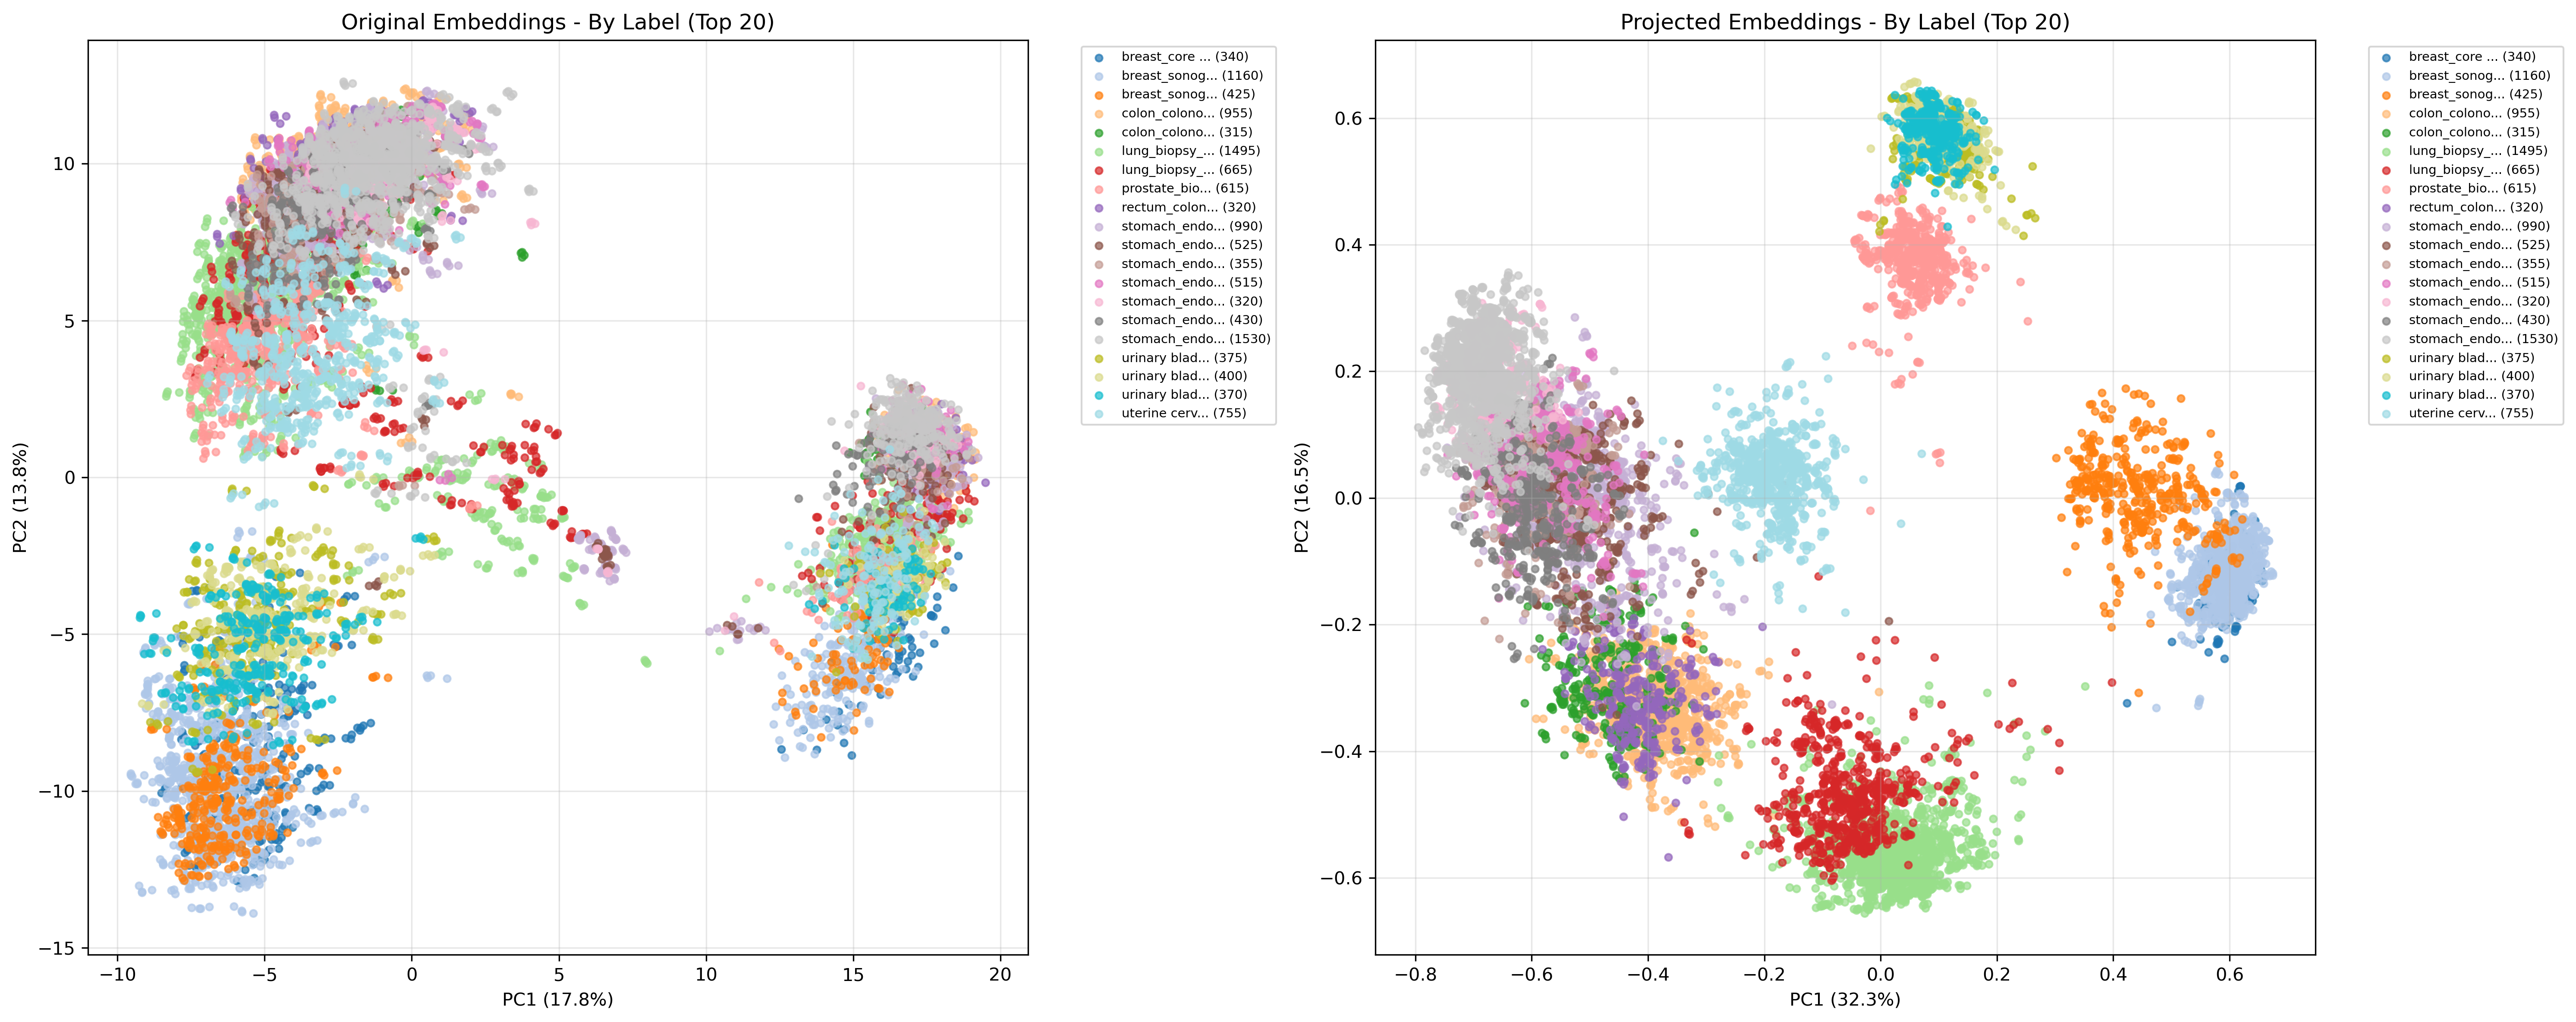 Original Embeddings - By Label (Top 20)
PC2 (13.8%)
10
5
0
−5
−10
−15
−10
−5
0
5
10
15
20
PC1 (17.8%)
breast_core ... (340)
breast_sonog... (1160)
breast_sonog... (425)
colon_colono... (955)
colon_colono... (315)
lung_biopsy_... (1495)
lung_biopsy_... (665)
prostate_bio... (615)
rectum_colon... (320)
stomach_endo... (990)
stomach_endo... (525)
stomach_endo... (355)
stomach_endo... (515)
stomach_endo... (320)
stomach_endo... (430)
stomach_endo... (1530)
urinary blad... (375)
urinary blad... (400)
urinary blad... (370)
uterine cerv... (755)
Projected Embeddings - By Label (Top 20)
PC2 (16.5%)
0.6
0.4
0.2
0.0
−0.2
−0.4
−0.6
−0.8
−0.6
−0.4
−0.2
0.0
0.2
0.4
0.6
PC1 (32.3%)
breast_core ... (340)
breast_sonog... (1160)
breast_sonog... (425)
colon_colono... (955)
colon_colono... (315)
lung_biopsy_... (1495)
lung_biopsy_... (665)
prostate_bio... (615)
rectum_colon... (320)
stomach_endo... (990)
stomach_endo... (525)
stomach_endo... (355)
stomach_endo... (515)
stomach_endo... (320)
stomach_endo... (430)
stomach_endo... (1530)
urinary blad... (375)
urinary blad... (400)
urinary blad... (370)
uterine cerv... (755)